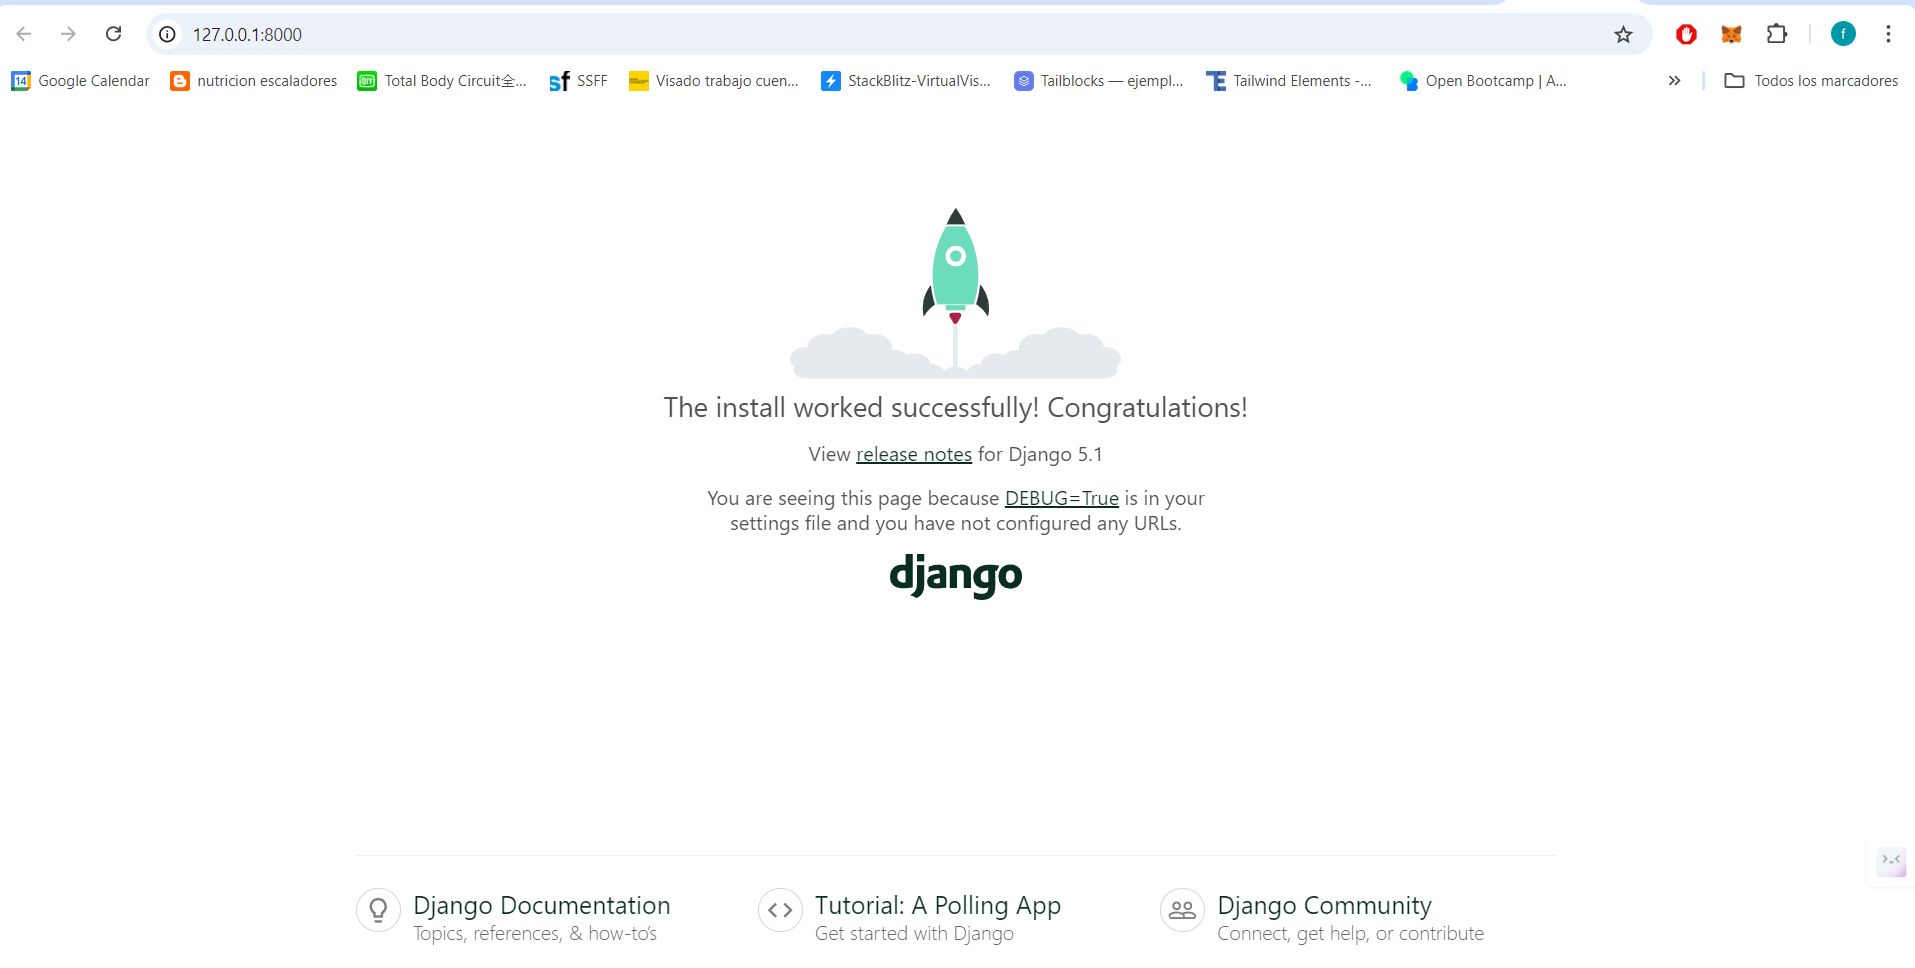 127.0.0.1:8000
f
14 Google Calendar
nutricion escaladores
DIY Total Body Circuit全...
sf SSFF
Visado trabajo cuen...
StackBlitz-VirtualVis...
Tailblocks — ejempl...
TE Tailwind Elements -...
Open Bootcamp | A...
Todos los marcadores
The install worked successfully! Congratulations!
View release notes for Django 5.1
You are seeing this page because DEBUG=True is in your
settings file and you have not configured any URLs.
django
Django Documentation
Topics, references, & how-to’s
Tutorial: A Polling App
Get started with Django
Django Community
Connect, get help, or contribute